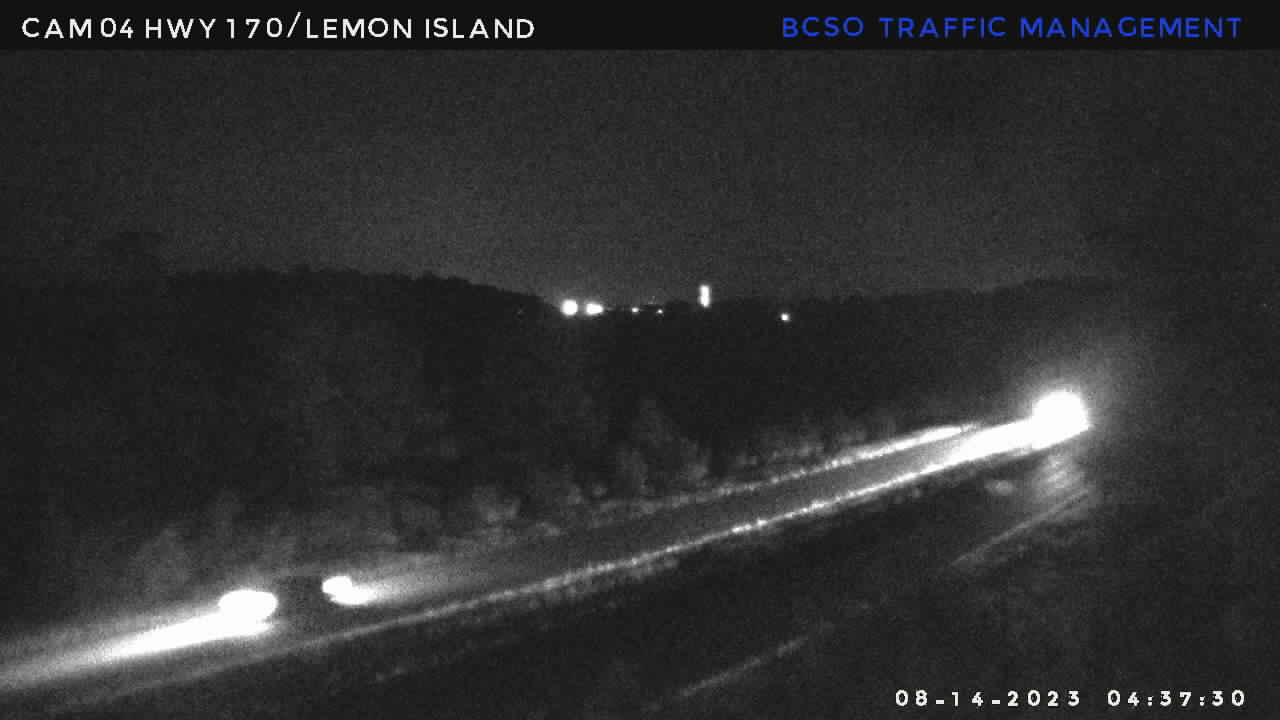 CAM04 HWY 170/LEMON ISLAND
BCSO TRAFFIC MANAGEMENT
08-14-2023 04:37:30